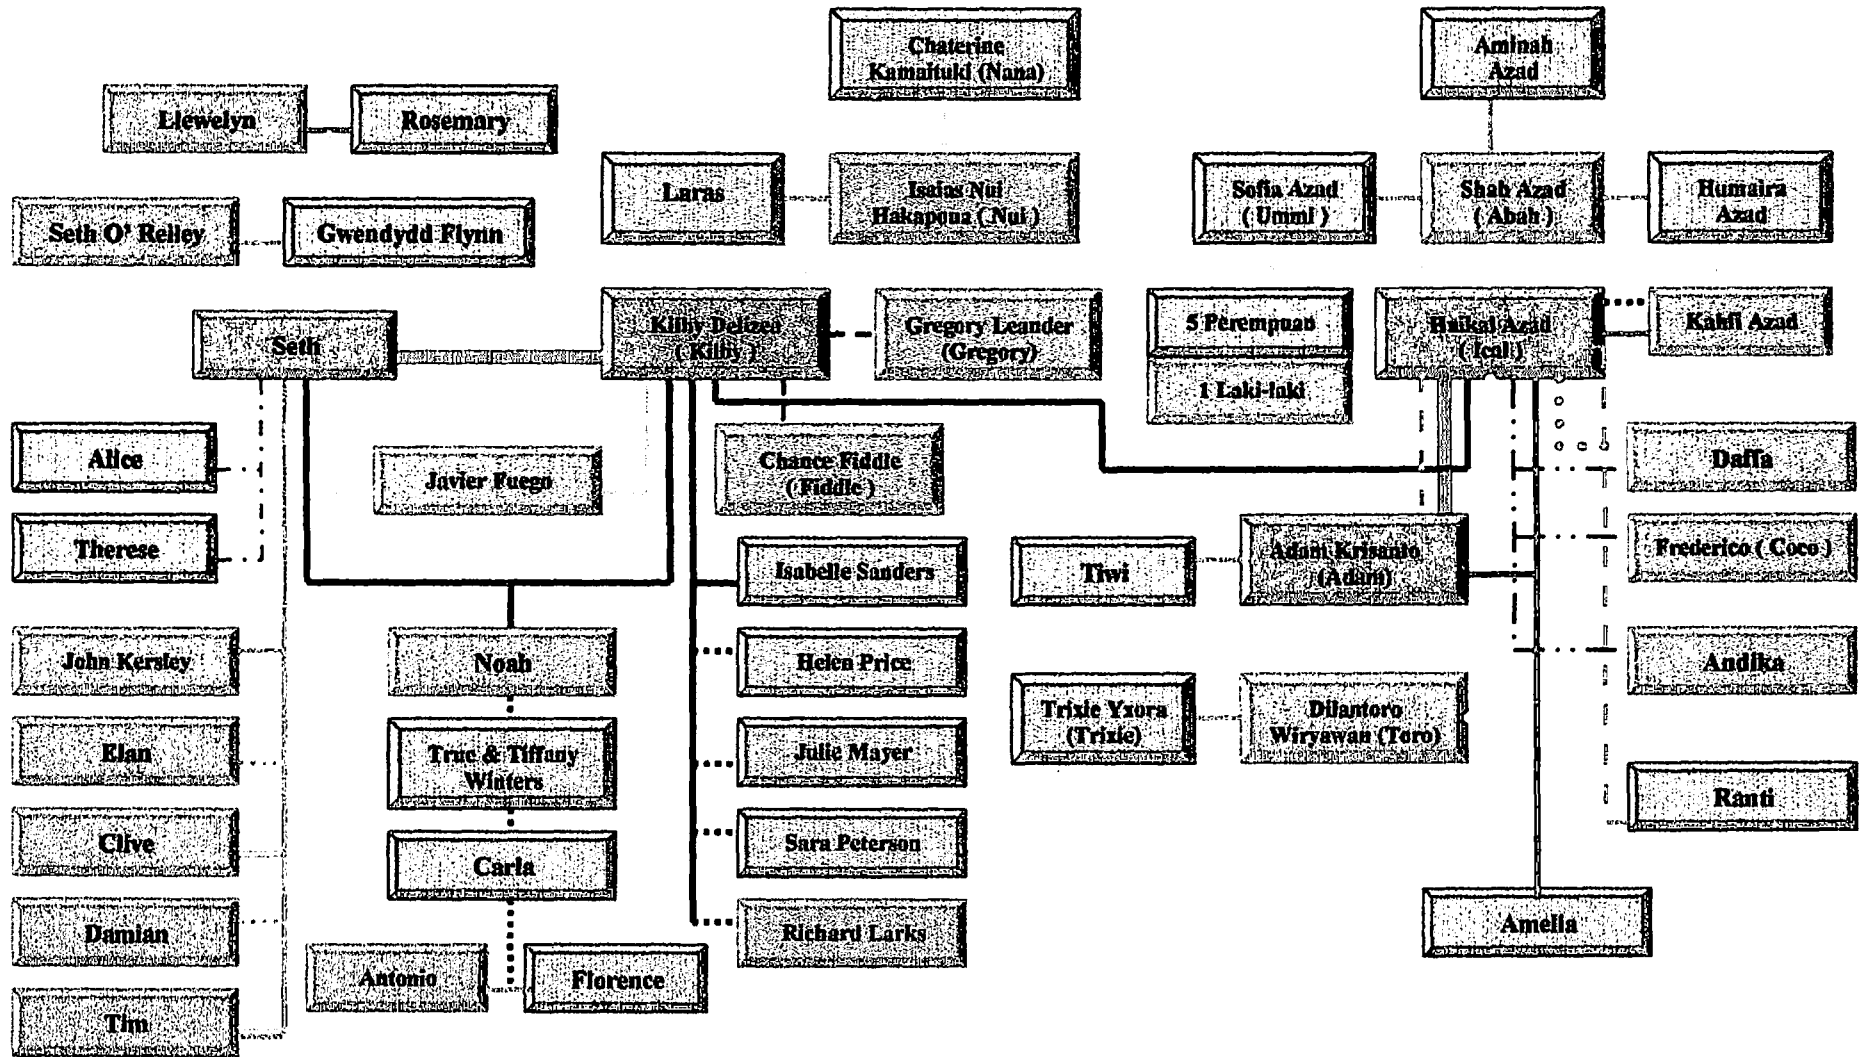 Chaterine
Kamaituki (Nana)
Aminah
Azad
Llewelyn
Rosemary
Laras
Isaias Nui
Hakapoua ( Nui )
Sofia Azad
( Ummi )
Shah Azad
( Abah )
Humaira
Azad
Seth O' Reiley
Gwendydd Flynn
Seth
Kilby Delizea
( Kilby )
Gregory Leander
(Gregory)
5 Perempuan
1 Laki-laki
Haikal Azad
( Ical )
Kahfi Azad
Alice
Javier Fuego
Chance Fiddle
( Fiddle )
Daffa
Therese
Isabelle Sanders
Tiwi
Adam Krisanto
(Adam)
Frederico ( Coco )
John Kersley
Noah
Helen Price
Andika
Elan
True & Tiffany
Winters
Julie Mayer
Trixie Yxora
(Trixie)
Dilantoro
Wiryawan (Toro)
Ranti
Clive
Carla
Sara Peterson
Damian
Richard Larks
Amelia
Antonio
Florence
Tim